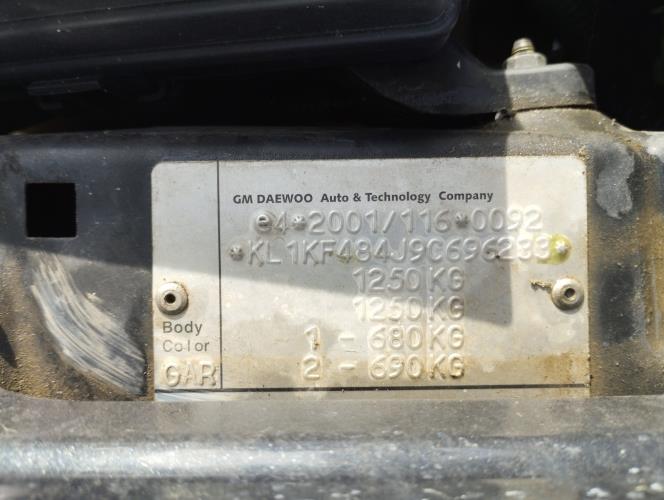 GM DAEWOO Auto & Technology Company
e4*2001/116*0092
*KL1KF484J9C696233*
1250 KG
1250 KG
1 - 680 KG
2 - 690 KG
Body
Color
GAR